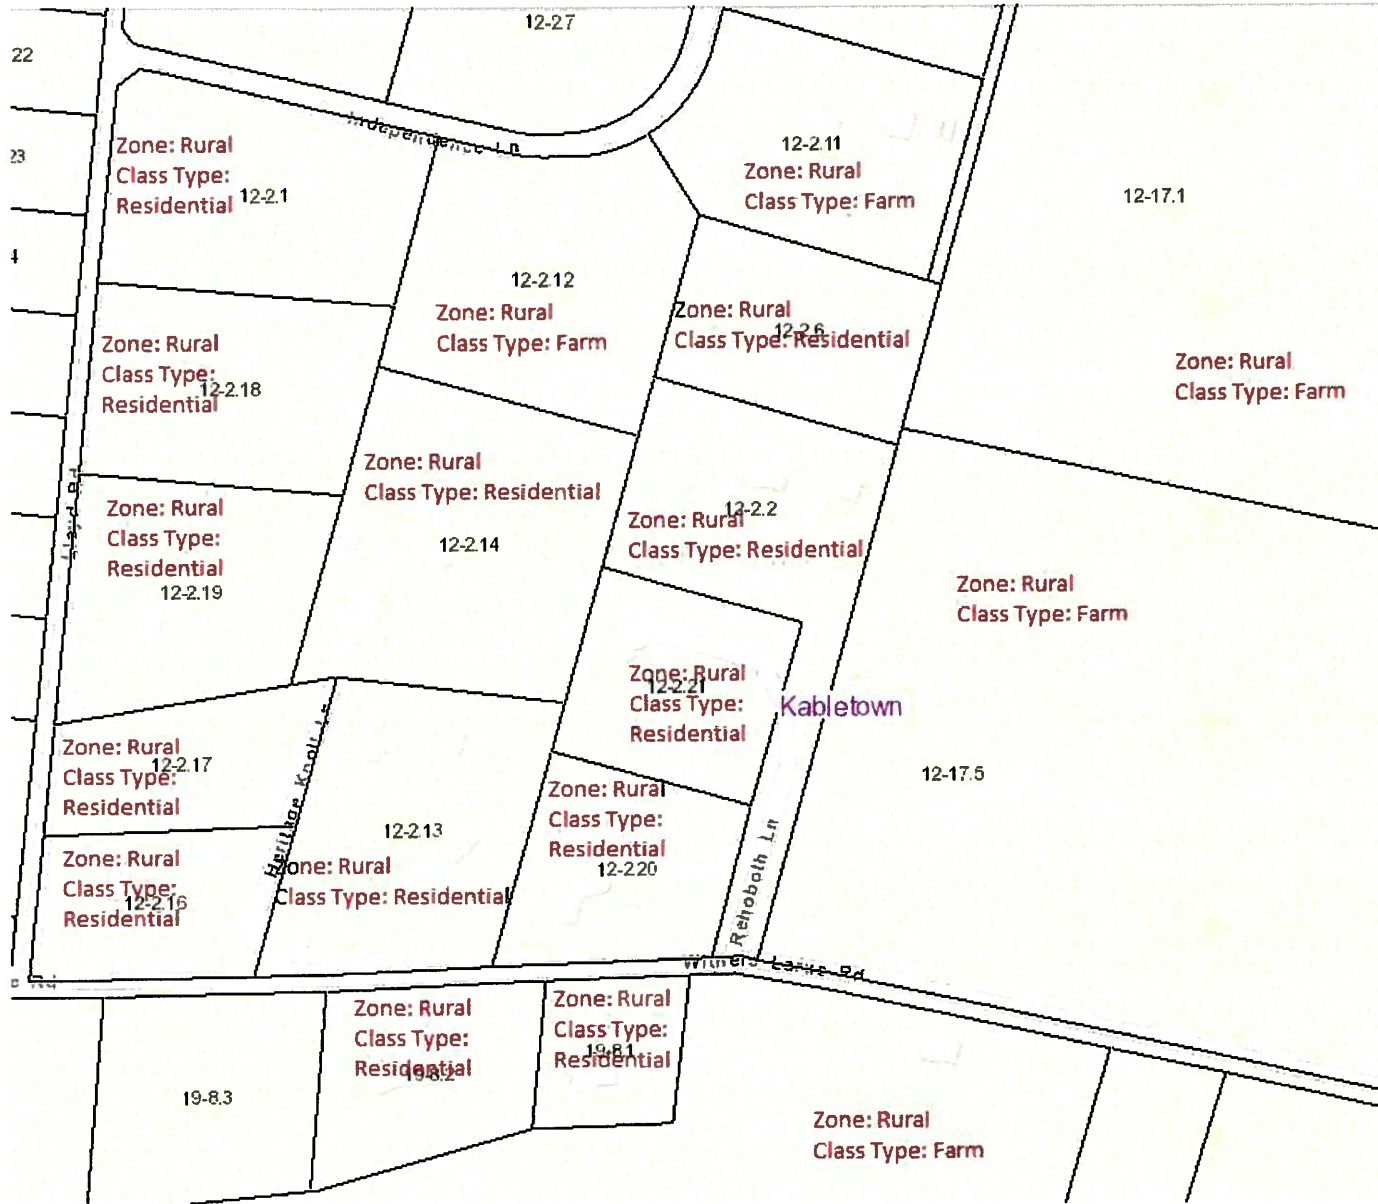 12-27
22
Independence Ln
12-2.11
Zone: Rural
Class Type: Farm
Zone: Rural
Class Type:
Residential
12-2.1
23
12-17.1
4
12-2.12
Zone: Rural
Class Type: Farm
Zone: Rural
Class Type: Residential
12-2.6
Zone: Rural
Class Type:
Residential
12-2.18
Zone: Rural
Class Type: Farm
Zone: Rural
Class Type: Residential
12-2.14
Zone: Rural
Class Type:
Residential
12-2.19
12-2.2
Zone: Rural
Class Type: Residential
Zone: Rural
Class Type: Farm
12-17.5
Zone: Rural
Class Type:
Residential
12-2.21
Kabletown
Zone: Rural
Class Type:
Residential
12-2.17
Heritage Knoll Ln
12-2.13
Zone: Rural
Class Type: Residential
Zone: Rural
Class Type:
Residential
12-2.20
Rehoboth Ln
Zone: Rural
Class Type:
Residential
12-2.16
Rd
Withers Larue Rd
Zone: Rural
Class Type:
Residential
19-8.2
Zone: Rural
Class Type:
Residential
19-8.1
19-8.3
Zone: Rural
Class Type: Farm